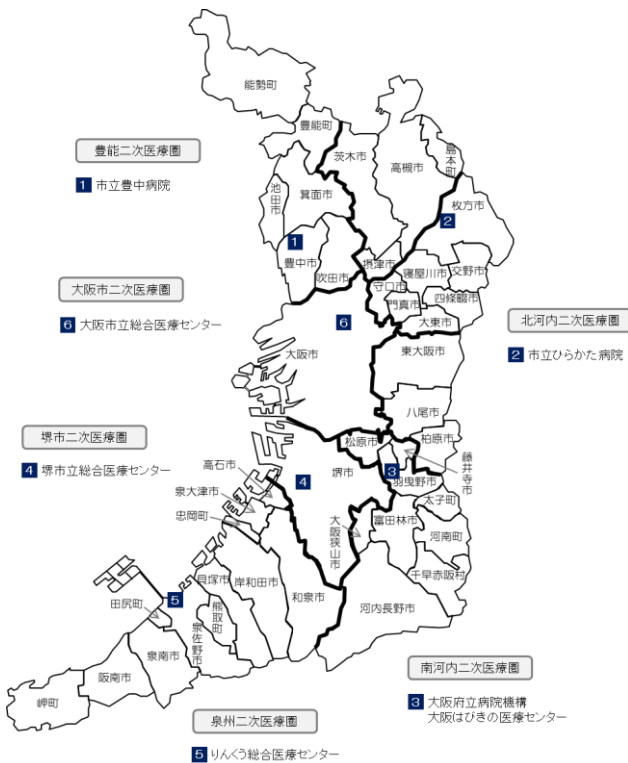 能勢町
豊能町
茨木市
高槻市
島本町
豊能二次医療圏
1 市立豊中病院
池田市
箕面市
枚方市
2
1
豊中市
吹田市
摂津市
寝屋川市
交野市
守口市
門真市
四條畷市
大東市
大阪市二次医療圏
6 大阪市立総合医療センター
6
大阪市
東大阪市
北河内二次医療圏
2 市立ひらかた病院
八尾市
柏原市
藤井寺市
松原市
堺市二次医療圏
4 堺市立総合医療センター
高石市
4
堺市
3
羽曳野市
太子町
泉大津市
忠岡町
大阪狭山市
富田林市
河南町
千早赤阪村
貝塚市
岸和田市
和泉市
河内長野市
5
田尻町
熊取町
泉佐野市
泉南市
阪南市
岬町
南河内二次医療圏
3 大阪府立病院機構
大阪はびきの医療センター
泉州二次医療圏
5 りんくう総合医療センター